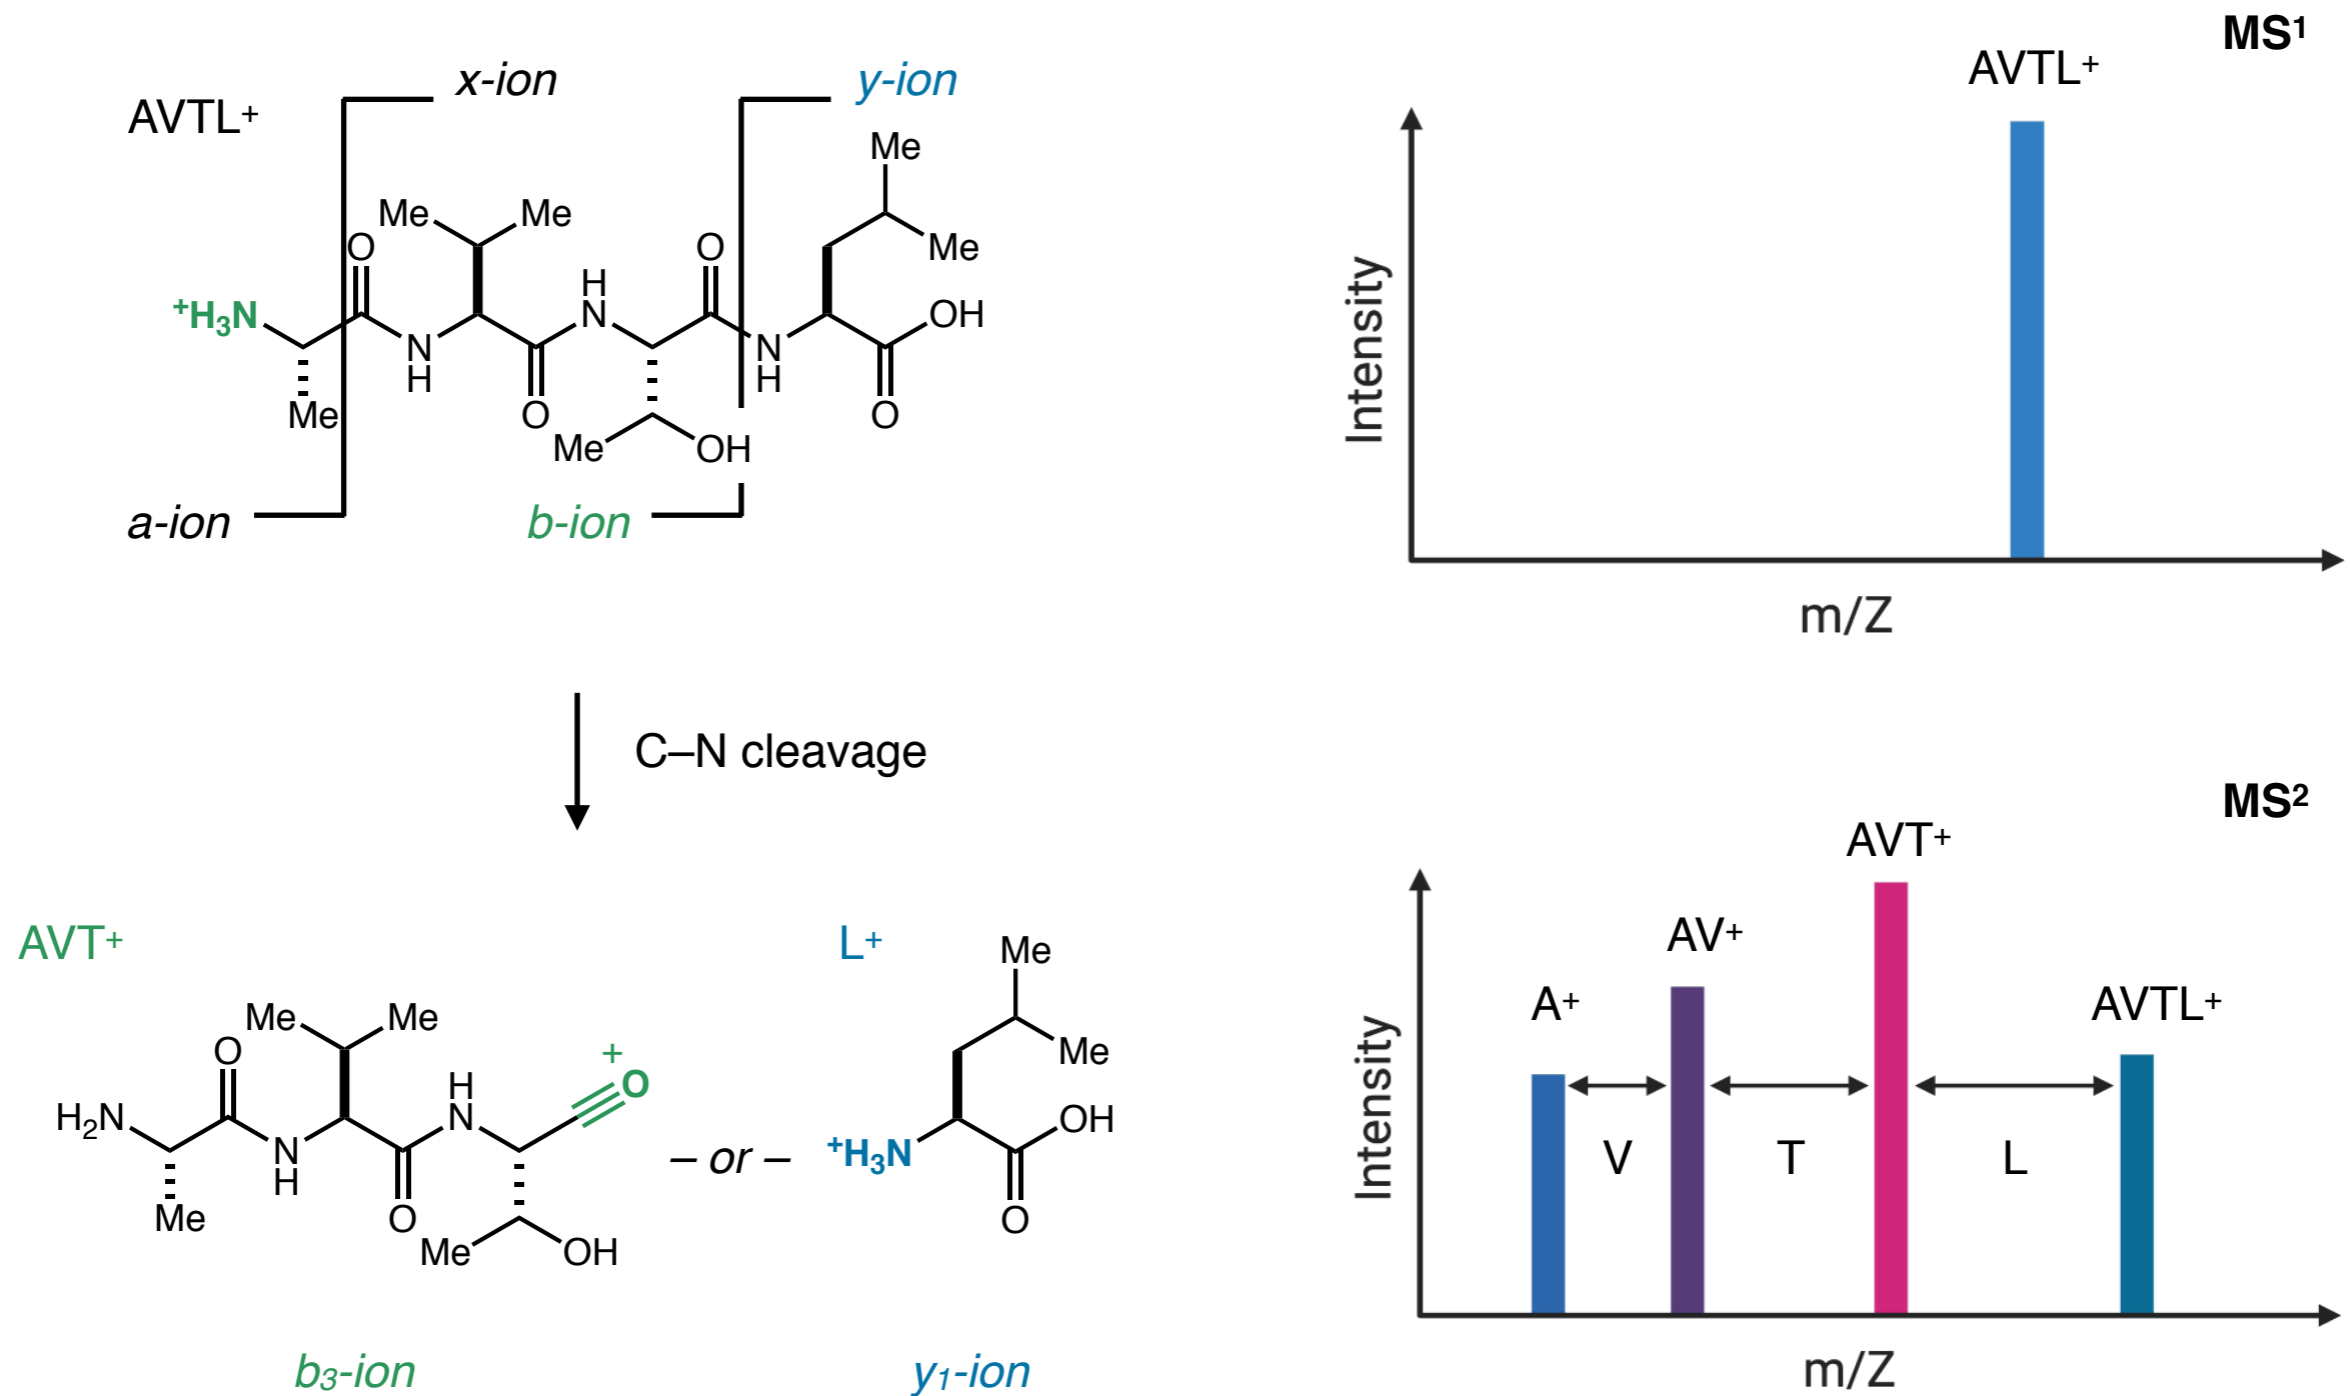 x-ion
y-ion
AVTL+
Me
Me
Me
Me
O
O
H
N
+H3N
OH
N
H
N
H
Me
O
O
Me
OH
a-ion
b-ion
C–N cleavage
AVT+
L+
Me
Me
Me
+
O
O
H
N
Me
H2N
OH
N
H
+H3N
– or –
Me
O
O
Me
OH
b3-ion
y1-ion
MS1
AVTL+
Intensity
m/Z
MS2
AVT+
AV+
A+
AVTL+
V
T
L
Intensity
m/Z